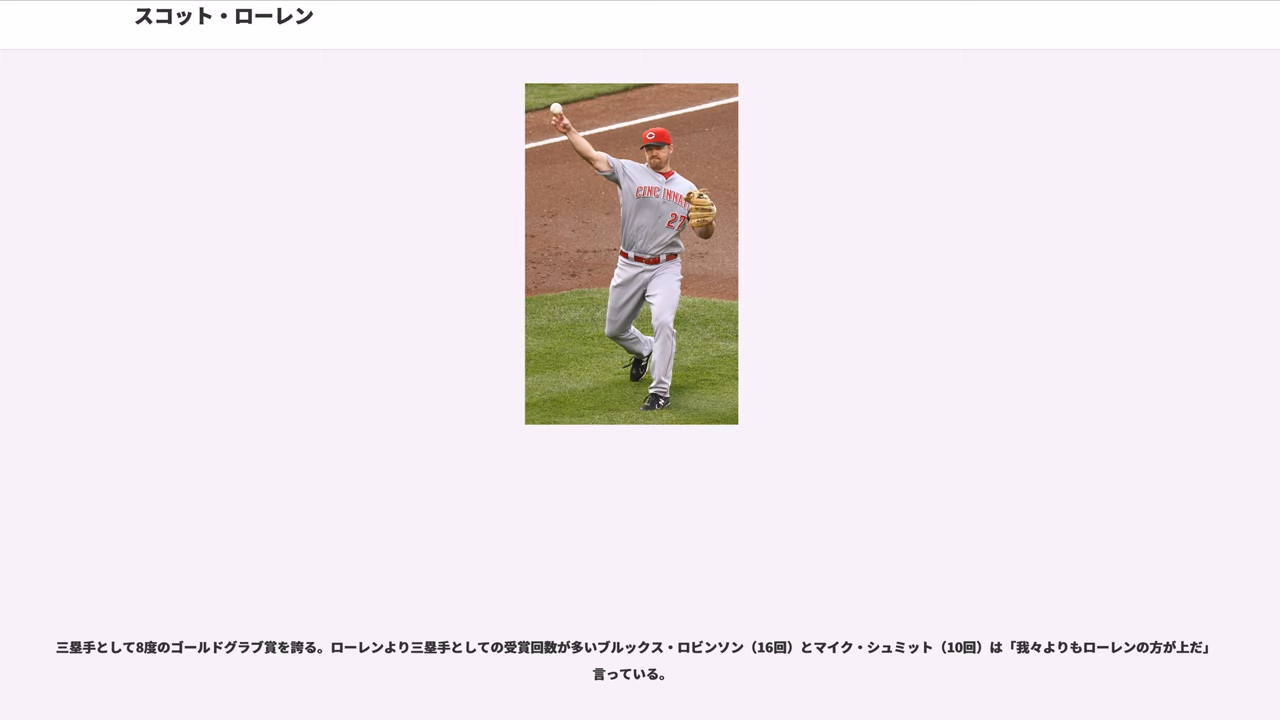 スコット・ローレン
CINCINNATI
27
三塁手として8度のゴールドグラブ賞を誇る。ローレンより三塁手としての受賞回数が多いブルックス・ロビンソン（16回）とマイク・シュミット（10回）は「我々よりもローレンの方が上だ」
言っている。